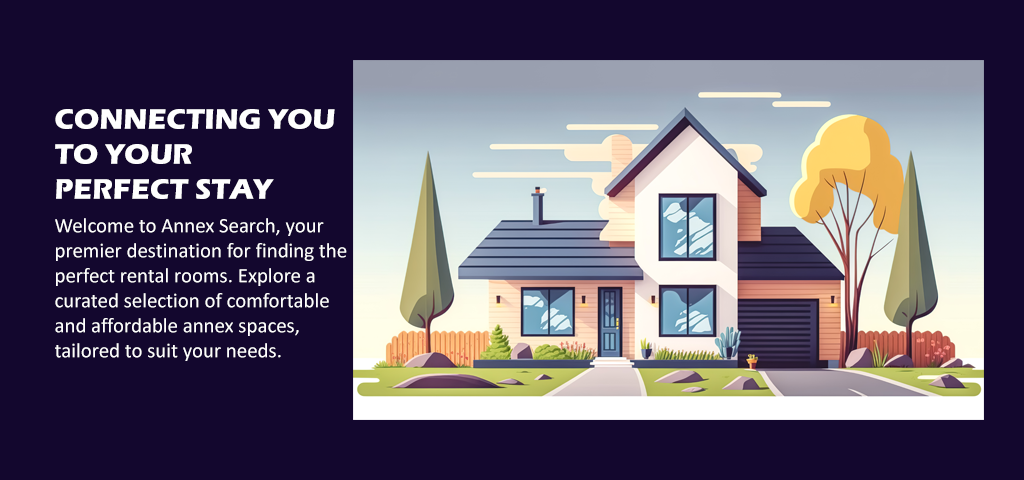 CONNECTING YOU
TO YOUR
PERFECT STAY
Welcome to Annex Search, your
premier destination for finding the
perfect rental rooms. Explore a
curated selection of comfortable
and affordable annex spaces,
tailored to suit your needs.